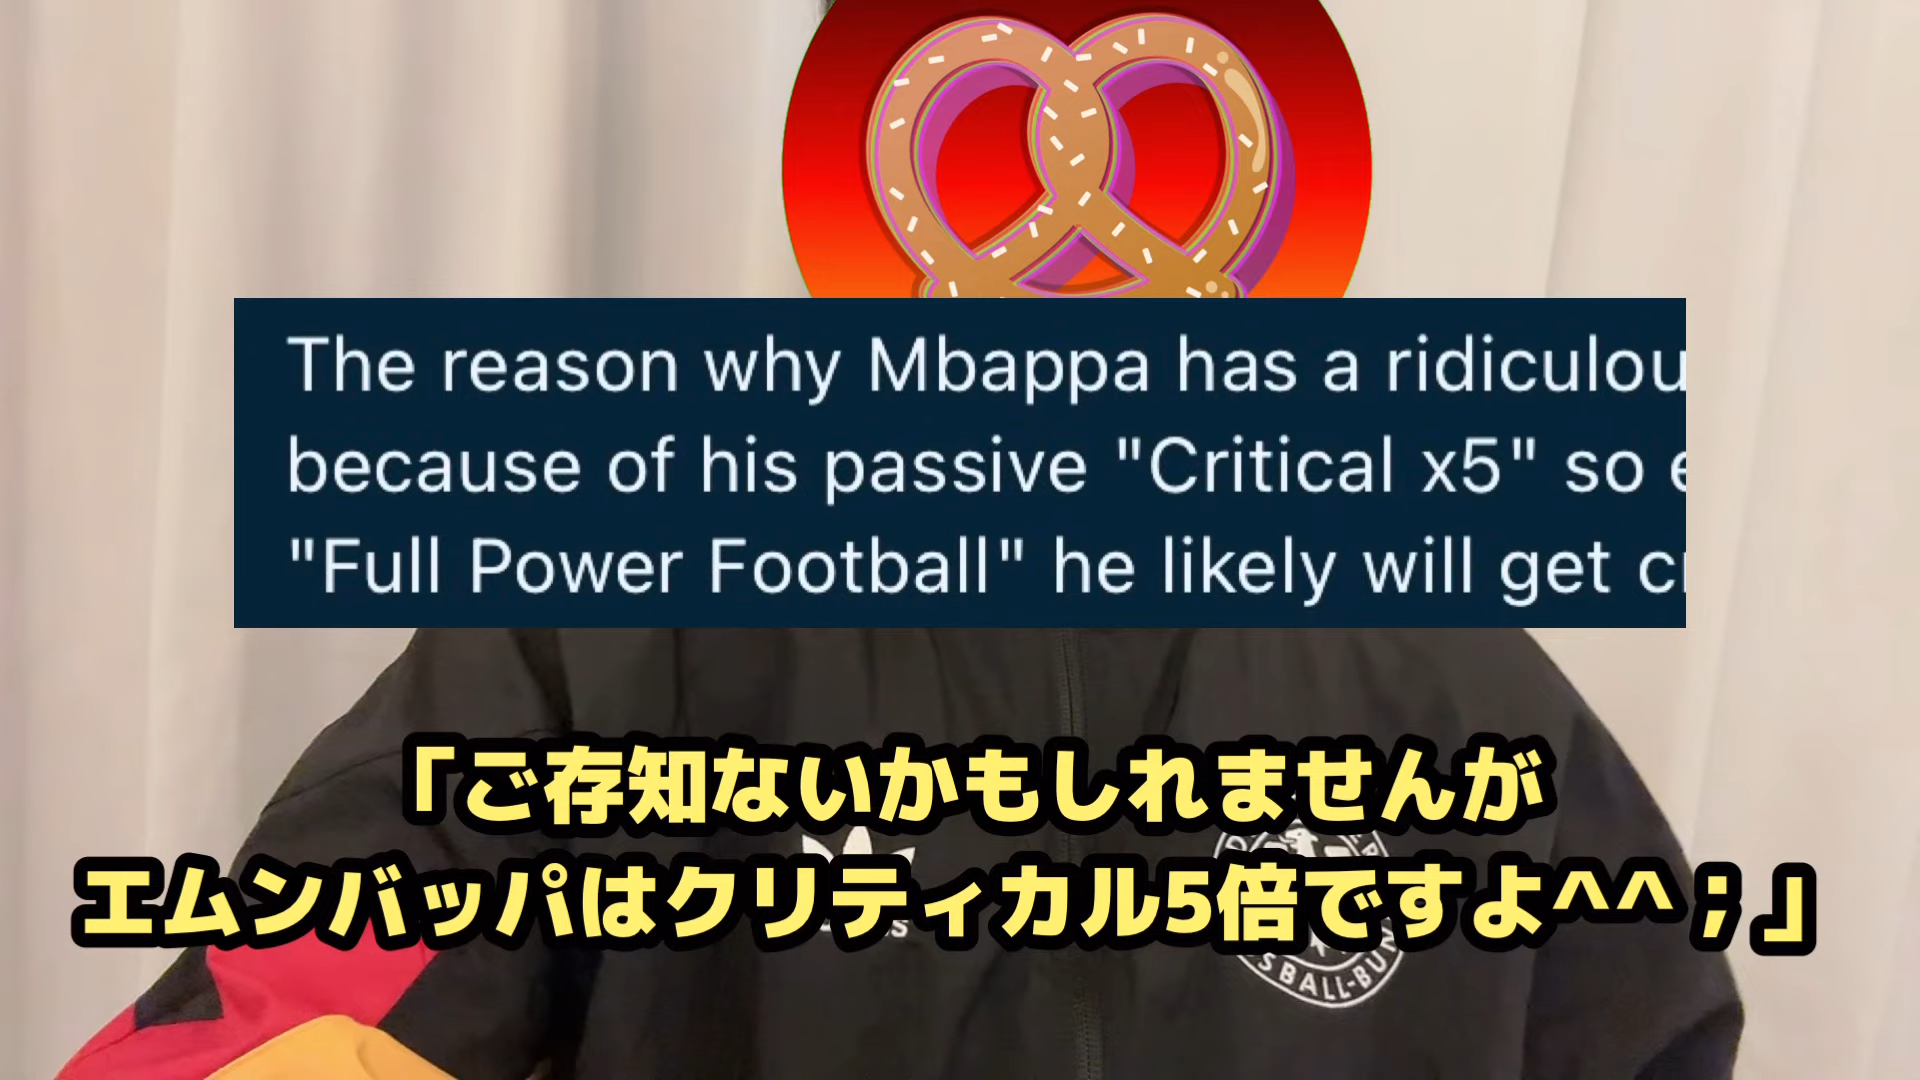 The reason why Mbappa has a ridiculou
because of his passive "Critical x5" so e
"Full Power Football" he likely will get c
「ご存知ないかもしれませんが
エムンバッパはクリティカル5倍ですよ^^；」